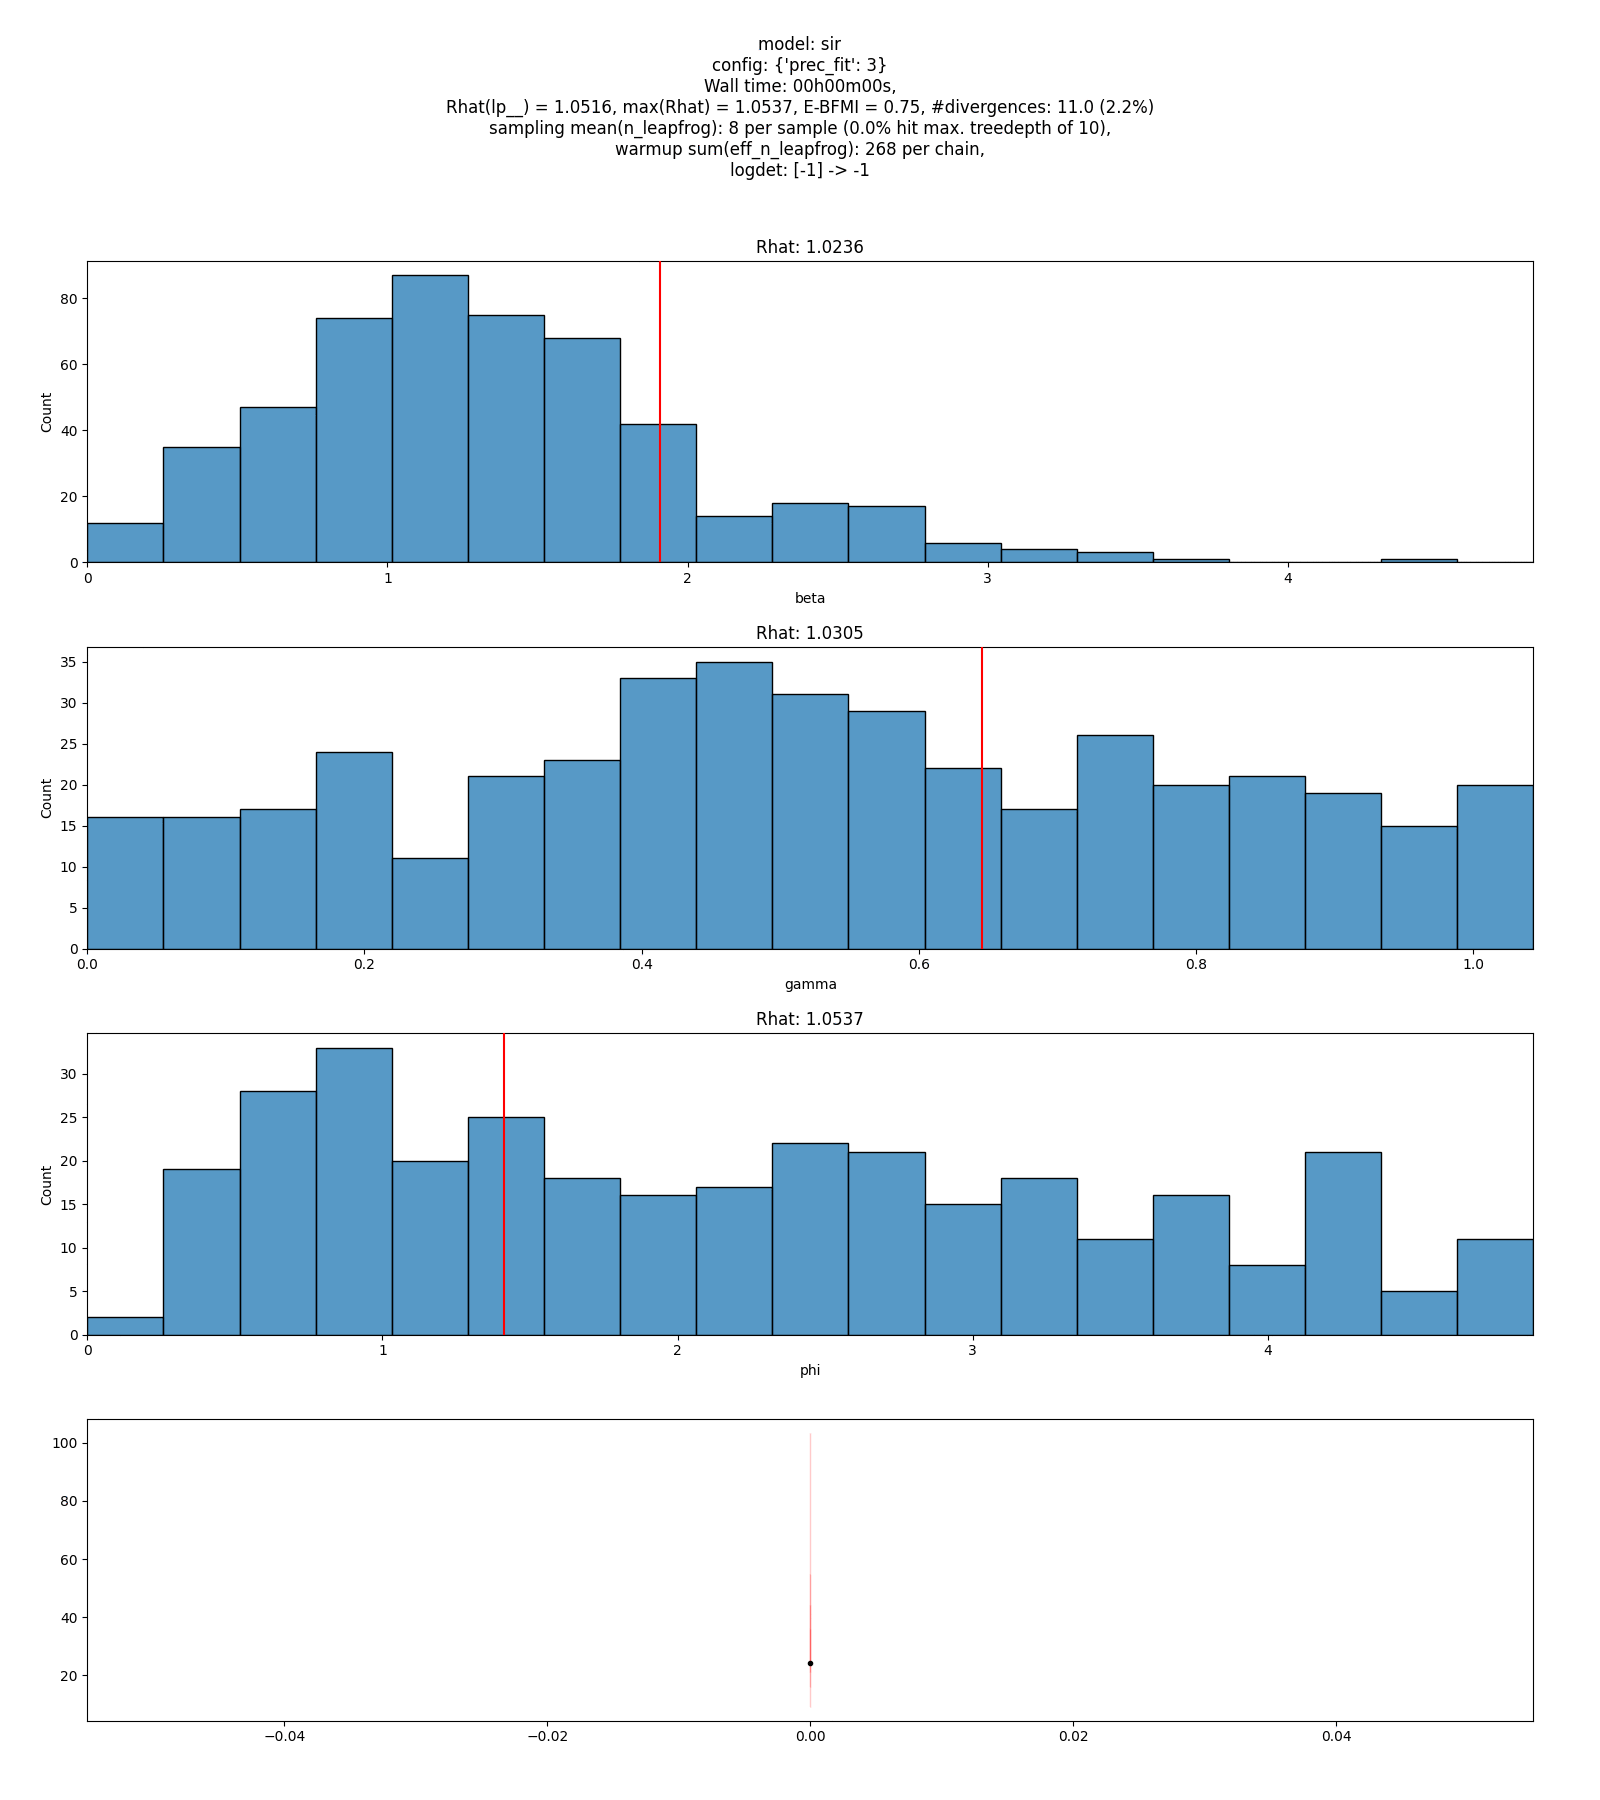 model: sir
config: {'prec_fit': 3}
Wall time: 00h00m00s,
Rhat(lp__) = 1.0516, max(Rhat) = 1.0537, E-BFMI = 0.75, #divergences: 11.0 (2.2%)
sampling mean(n_leapfrog): 8 per sample (0.0% hit max. treedepth of 10),
warmup sum(eff_n_leapfrog): 268 per chain,
logdet: [-1] -> -1
Rhat: 1.0236
80
60
40
20
0
Count
0 1 2 3 4
beta
Rhat: 1.0305
35
30
25
20
15
10
5
0
Count
0.0 0.2 0.4 0.6 0.8 1.0
gamma
Rhat: 1.0537
30
25
20
15
10
5
0
Count
0 1 2 3 4
phi
100
80
60
40
20
−0.04 −0.02 0.00 0.02 0.04